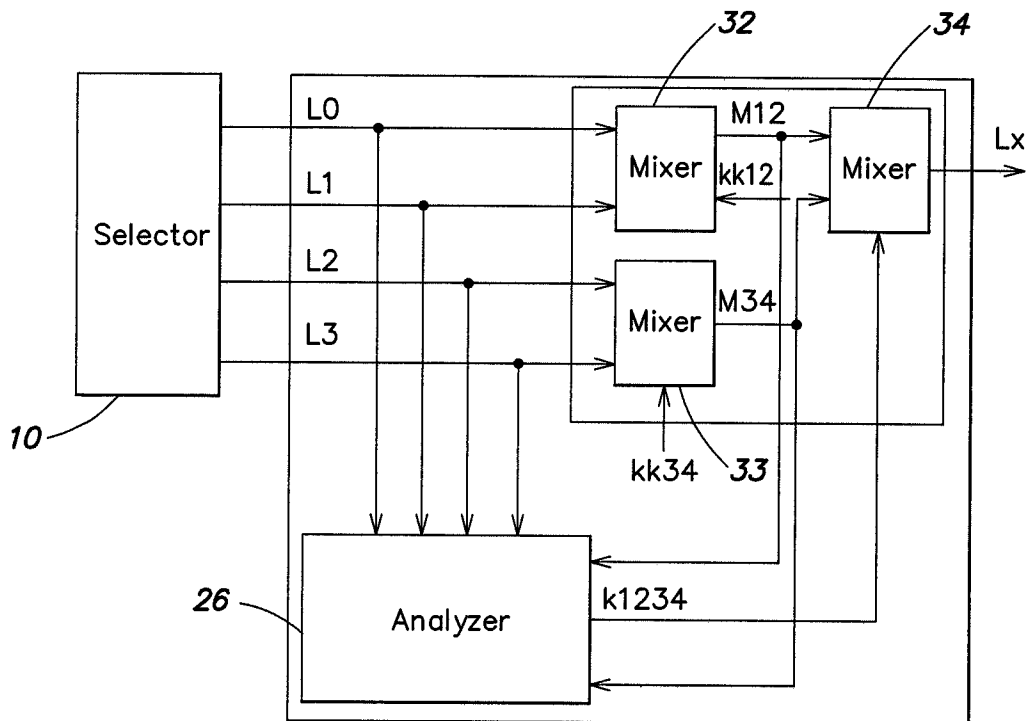 32
34
L0
M12
Lx
Mixer
Mixer
kk12
L1
Selector
L2
M34
Mixer
L3
10
kk34
33
26
k1234
Analyzer